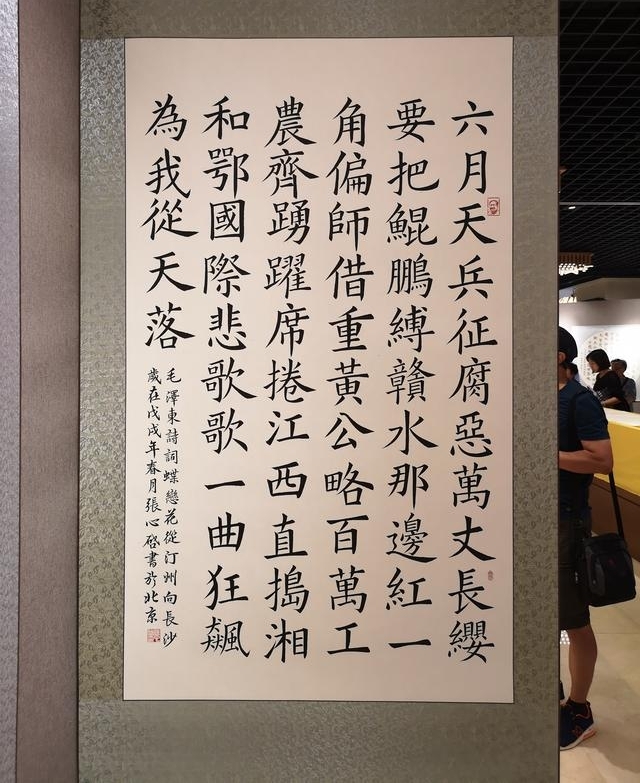 六月天兵征腐惡萬丈長纓
要把鯤鵬縛贛水那邊紅一
角偏師借重黃公略百萬工
農齊踴躍席捲江西直搗湘
和鄂國際悲歌歌一曲狂飆
為我從天落
毛澤東詩詞蝶戀花從汀州向長沙
歲在戊戌年春月張心書於北京